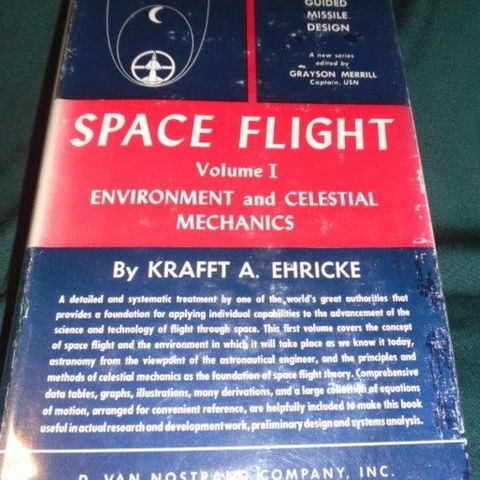 GUIDED
MISSILE
DESIGN
A new series
edited by
GRAYSON MERRILL
Captain, USN
SPACE FLIGHT
Volume I
ENVIRONMENT and CELESTIAL
MECHANICS
By KRAFFT A. EHRICKE
A detailed and systematic treatment by one of the world's great authorities that
provides a foundation for applying individual capabilities to the advancement of the
science and technology of flight through space. This first volume covers the concept
of space flight and the environment in which it will take place as we know it today,
astronomy from the viewpoint of the astronautical engineer, and the principles and
methods of celestial mechanics as the foundation of space flight theory. Comprehensive
data tables, graphs, illustrations, many derivations, and a large collection of equations
of motion, arranged for convenient reference, are helpfully included to make this book
useful in actual research and development work, preliminary design and systems analysis.
D. VAN NOSTRAND COMPANY, INC.